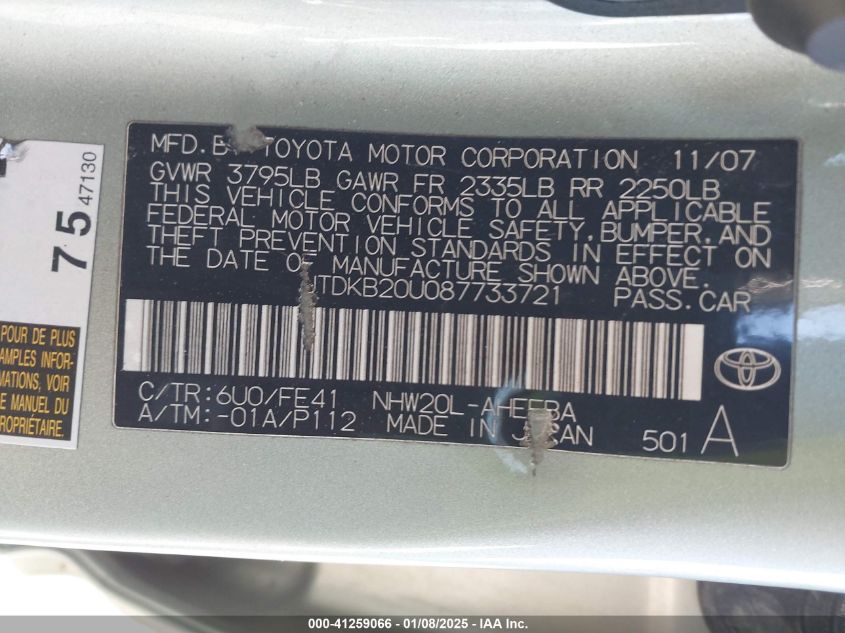 MFD. BY TOYOTA MOTOR CORPORATION 11/07
GVWR 3795LB GAWR FR 2335LB RR 2250LB
THIS VEHICLE CONFORMS TO ALL APPLICABLE
FEDERAL MOTOR VEHICLE SAFETY, BUMPER, AND
THEFT PREVENTION STANDARDS IN EFFECT ON
THE DATE OF MANUFACTURE SHOWN ABOVE.
JTDKB20U087733721 PASS. CAR
C/TR: 6U0/FE41 NHW20L-AHEEBA
A/TM: -01A/P112 MADE IN JAPAN 501 A
75
47130
POUR DE PLUS
AMPLES INFOR-
MATIONS, VOIR
LE MANUEL DU
PROPRIÉTAIRE.
000-41259066 - 01/08/2025 - IAA Inc.